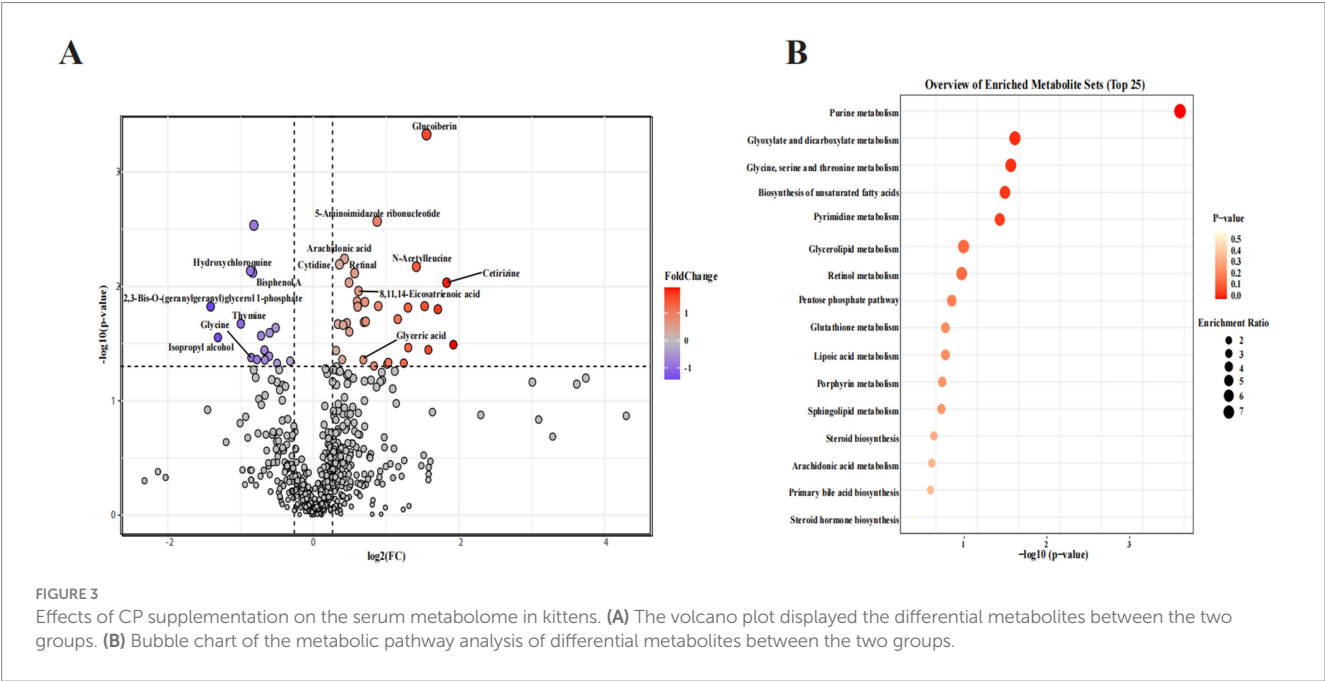 A
Glucoiberin
5-Aminoimidazole ribonucleotide
Arachidonic acid
Cytidine
Retinal
N-Acetylleucine
Cetirizine
Hydroxychloroquine
Bisphenol A
8,11,14-Eicosatrienoic acid
2,3-Bis-O-(geranylgeranyl)glycerol 1-phosphate
Thymine
Glycine
Isopropyl alcohol
Glyceric acid
3
2
1
0
-log10(p-value)
-2
0
2
4
log2(FC)
FoldChange
1
0
-1
B
Overview of Enriched Metabolite Sets (Top 25)
Purine metabolism
Glyoxylate and dicarboxylate metabolism
Glycine, serine and threonine metabolism
Biosynthesis of unsaturated fatty acids
Pyrimidine metabolism
Glycerolipid metabolism
Retinol metabolism
Pentose phosphate pathway
Glutathione metabolism
Lipoic acid metabolism
Porphyrin metabolism
Sphingolipid metabolism
Steroid biosynthesis
Arachidonic acid metabolism
Primary bile acid biosynthesis
Steroid hormone biosynthesis
1
2
3
−log10 (p-value)
P-value
0.5
0.4
0.3
0.2
0.1
0.0
Enrichment Ratio
2
3
4
5
6
7
FIGURE 3
Effects of CP supplementation on the serum metabolome in kittens. (A) The volcano plot displayed the differential metabolites between the two
groups. (B) Bubble chart of the metabolic pathway analysis of differential metabolites between the two groups.